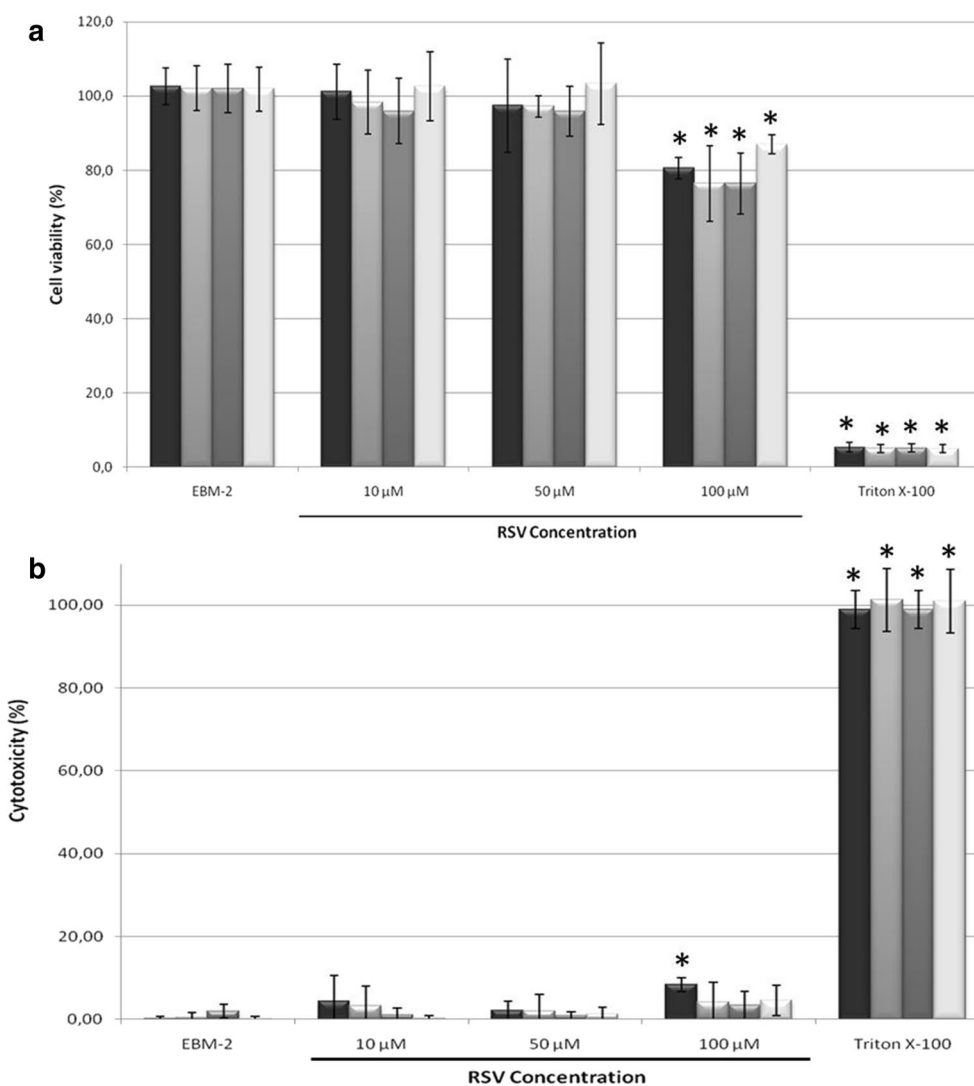 a
120,0
100,0
80,0
60,0
40,0
20,0
0,0
Cell viability (%)
* * * *
* * * *
EBM-2 10 µM 50 µM 100 µM Triton X-100
RSV Concentration
b
100,00
80,00
60,00
40,00
20,00
0,00
Cytotoxicity (%)
* * * *
*
EBM-2 10 µM 50 µM 100 µM Triton X-100
RSV Concentration